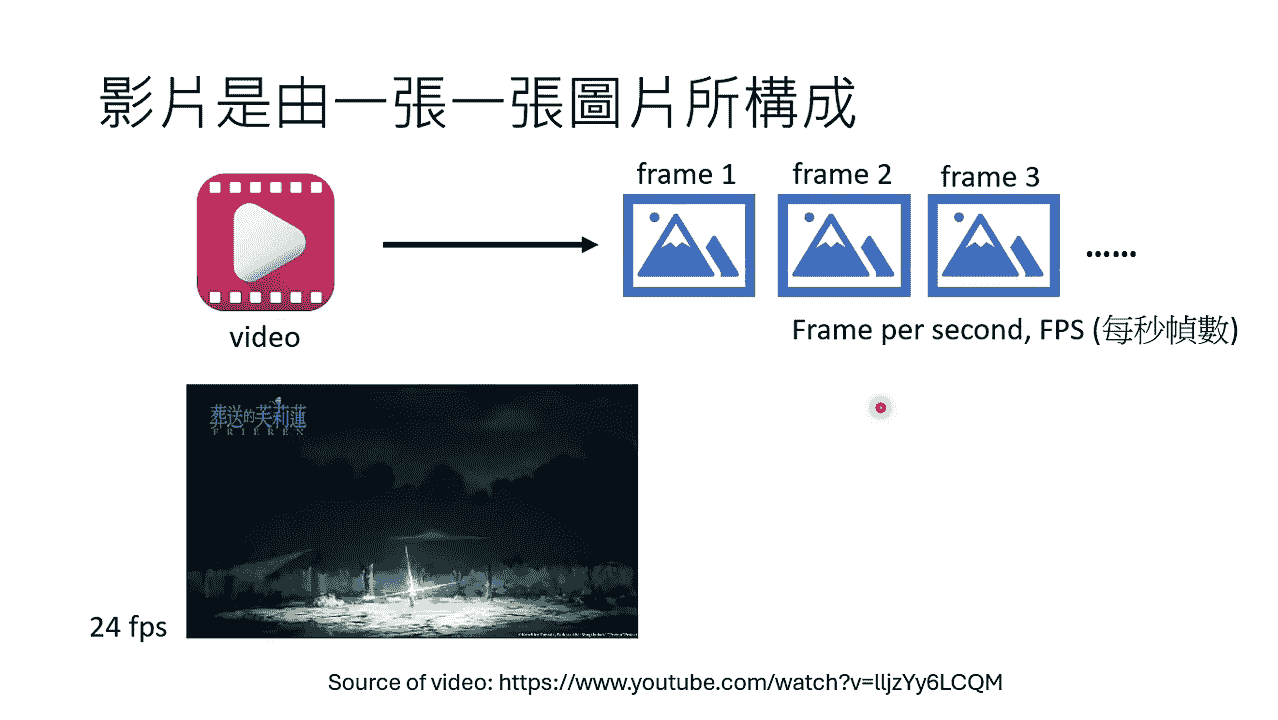 影片是由一張一張圖片所構成
frame 1
frame 2
frame 3
......
video
Frame per second, FPS (每秒幀數)
葬送的芙莉蓮
FRIEREN
24 fps
Source of video: https://www.youtube.com/watch?v=lljzYy6LCQM